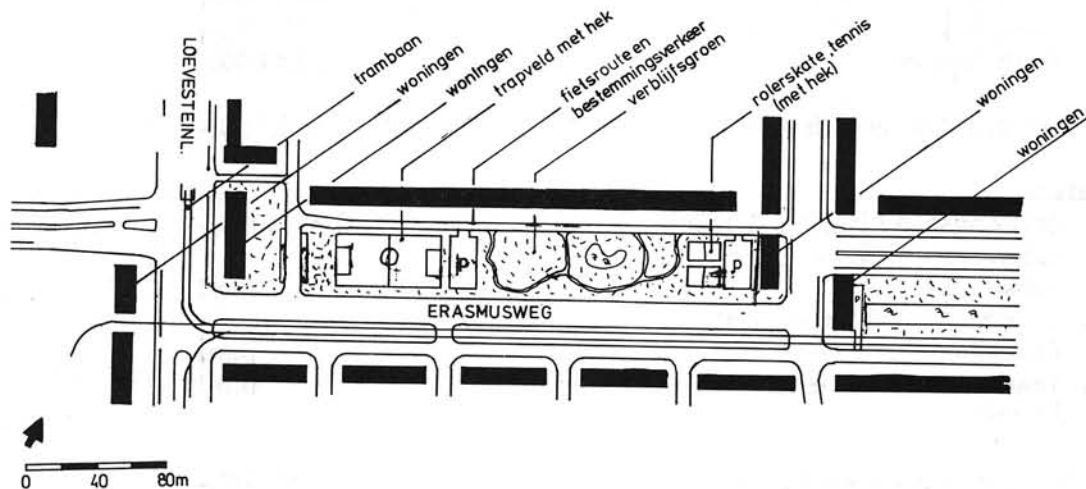 LOEVESTEINL.
trambaan
woningen
woningen
trapveld met hek
fietsroute en
bestemmingsverkeer
verblijfsgroen
rolerskate, tennis
(met hek)
woningen
woningen
p
p
p
ERASMUSWEG
0 40 80m